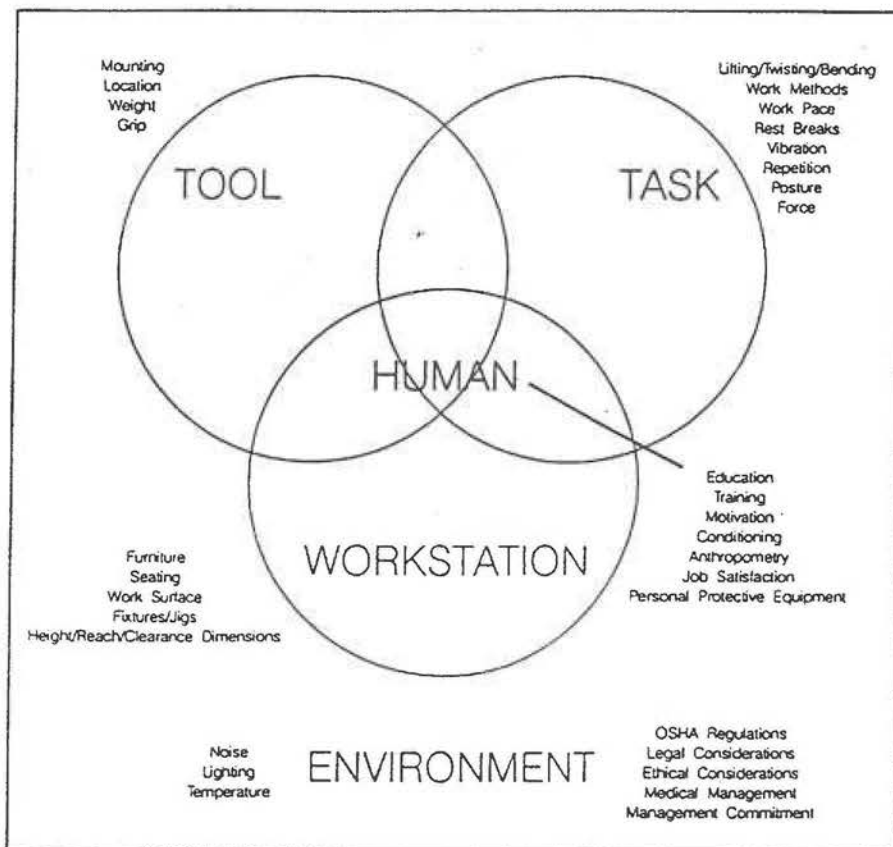 Mounting
Location
Weight
Grip
Lifting/Twisting/Bending
Work Methods
Work Pace
Rest Breaks
Vibration
Repetition
Posture
Force
TOOL
TASK
HUMAN
Education
Training
Motivation
Conditioning
Anthropometry
Job Satisfaction
Personal Protective Equipment
WORKSTATION
Furniture
Seating
Work Surface
Fixtures/Jigs
Height/Reach/Clearance Dimensions
Noise
Lighting
Temperature
ENVIRONMENT
OSHA Regulations
Legal Considerations
Ethical Considerations
Medical Management
Management Commitment